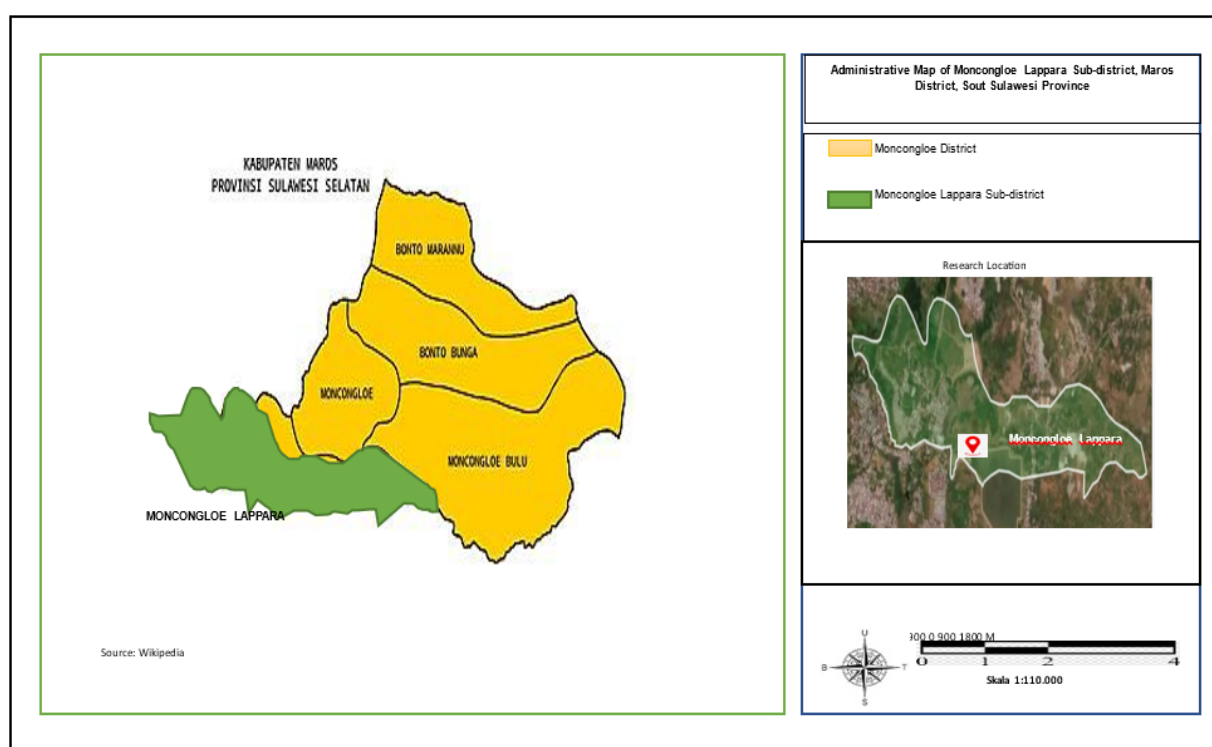 KABUPATEN MAROS
PROVINSI SULAWESI SELATAN
BONTO MARANNU
BONTO BUNGA
MONCONGLOE
MONCONGLOE BULU
MONCONGLOE LAPPARA
Source: Wikipedia
Administrative Map of Moncongloe Lappara Sub-district, Maros
District, Sout Sulawesi Province
Moncongloe District
Moncongloe Lappara Sub-district
Research Location
Moncongloe Lappara
U
B
T
S
900 0 900 1800 M
0 1 2 4
Skala 1:110.000